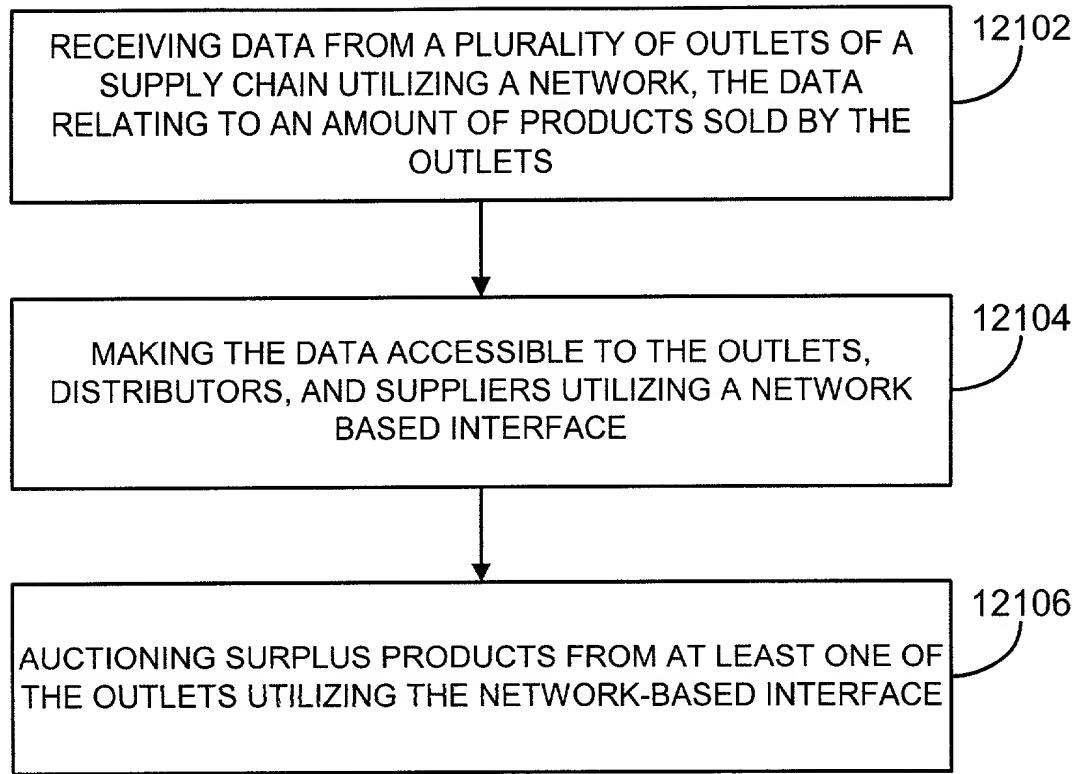 RECEIVING DATA FROM A PLURALITY OF OUTLETS OF A
SUPPLY CHAIN UTILIZING A NETWORK, THE DATA
RELATING TO AN AMOUNT OF PRODUCTS SOLD BY THE
OUTLETS
12102
MAKING THE DATA ACCESSIBLE TO THE OUTLETS,
DISTRIBUTORS, AND SUPPLIERS UTILIZING A NETWORK
BASED INTERFACE
12104
AUCTIONING SURPLUS PRODUCTS FROM AT LEAST ONE OF
THE OUTLETS UTILIZING THE NETWORK-BASED INTERFACE
12106